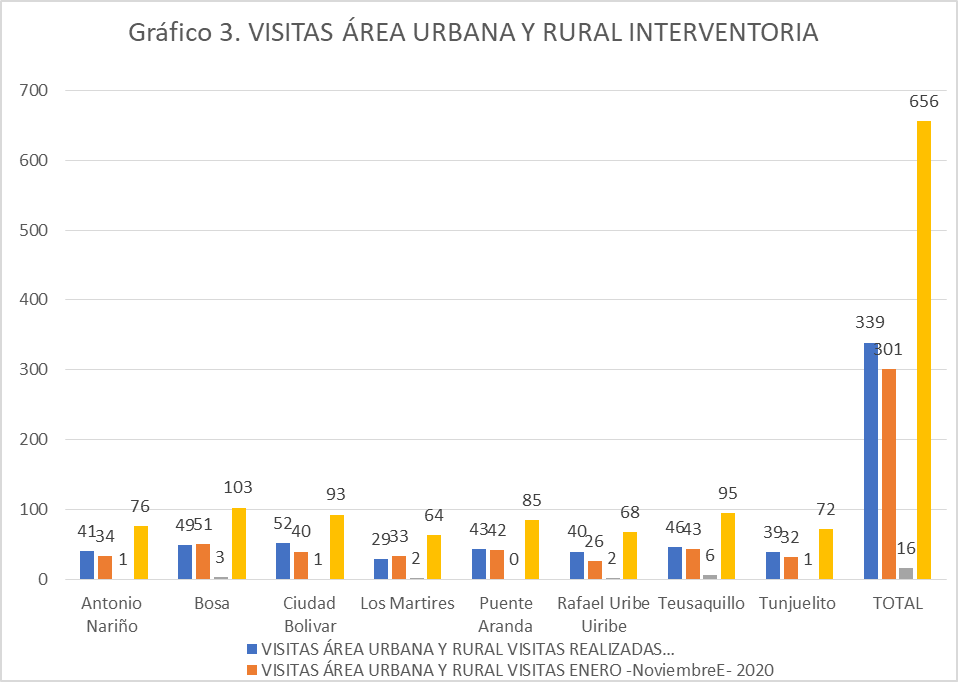 Gráfico 3. VISITAS ÁREA URBANA Y RURAL INTERVENTORIA
700
600
500
400
300
200
100
0
41 34 1 76
49 51 3 103
52 40 1 93
29 33 2 64
43 42 0 85
40 26 2 68
46 43 6 95
39 32 1 72
339 301 16 656
Antonio Nariño
Bosa
Ciudad Bolivar
Los Martires
Puente Aranda
Rafael Uribe Uiribe
Teusaquillo
Tunjuelito
TOTAL
VISITAS ÁREA URBANA Y RURAL VISITAS REALIZADAS...
VISITAS ÁREA URBANA Y RURAL VISITAS ENERO -NoviembreE- 2020